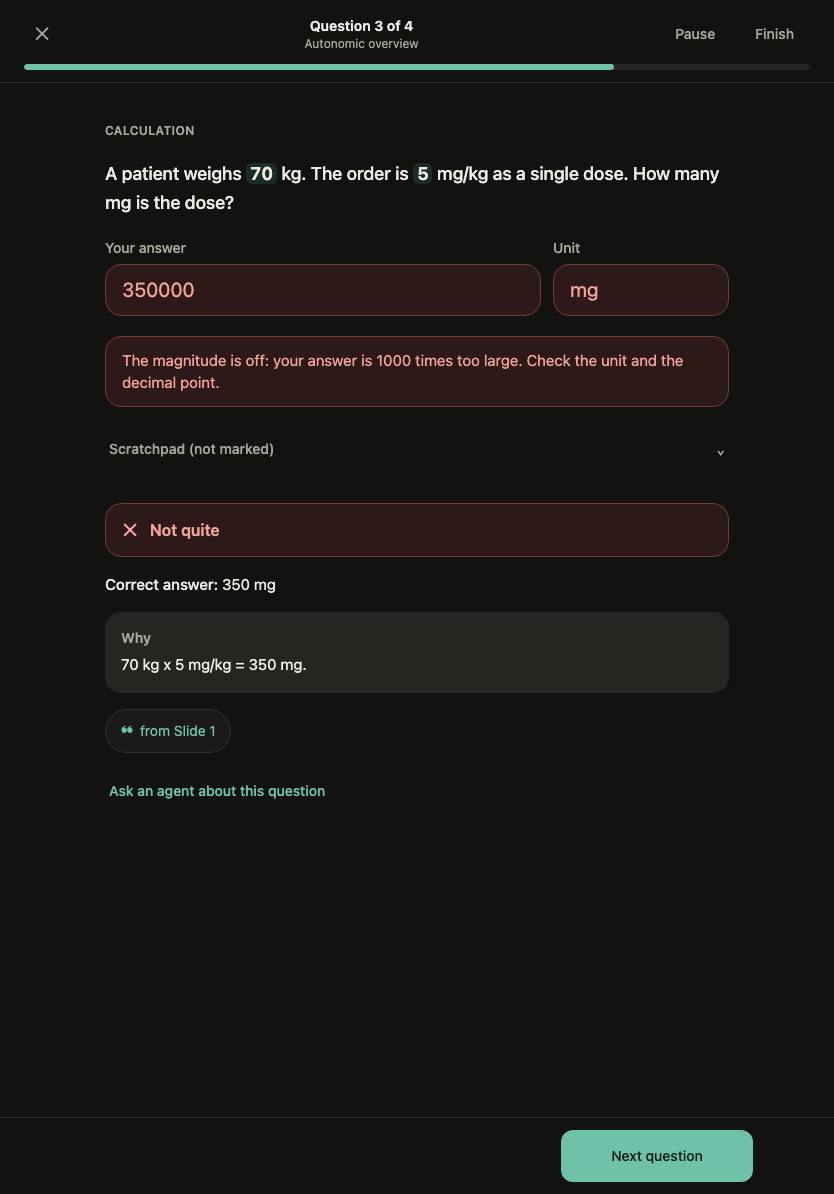 Question 3 of 4
Autonomic overview
Pause
Finish
CALCULATION
A patient weighs 70 kg. The order is 5 mg/kg as a single dose. How many
mg is the dose?
Your answer
Unit
350000
mg
The magnitude is off: your answer is 1000 times too large. Check the unit and the
decimal point.
Scratchpad (not marked)
Not quite
Correct answer: 350 mg
Why
70 kg x 5 mg/kg = 350 mg.
from Slide 1
Ask an agent about this question
Next question